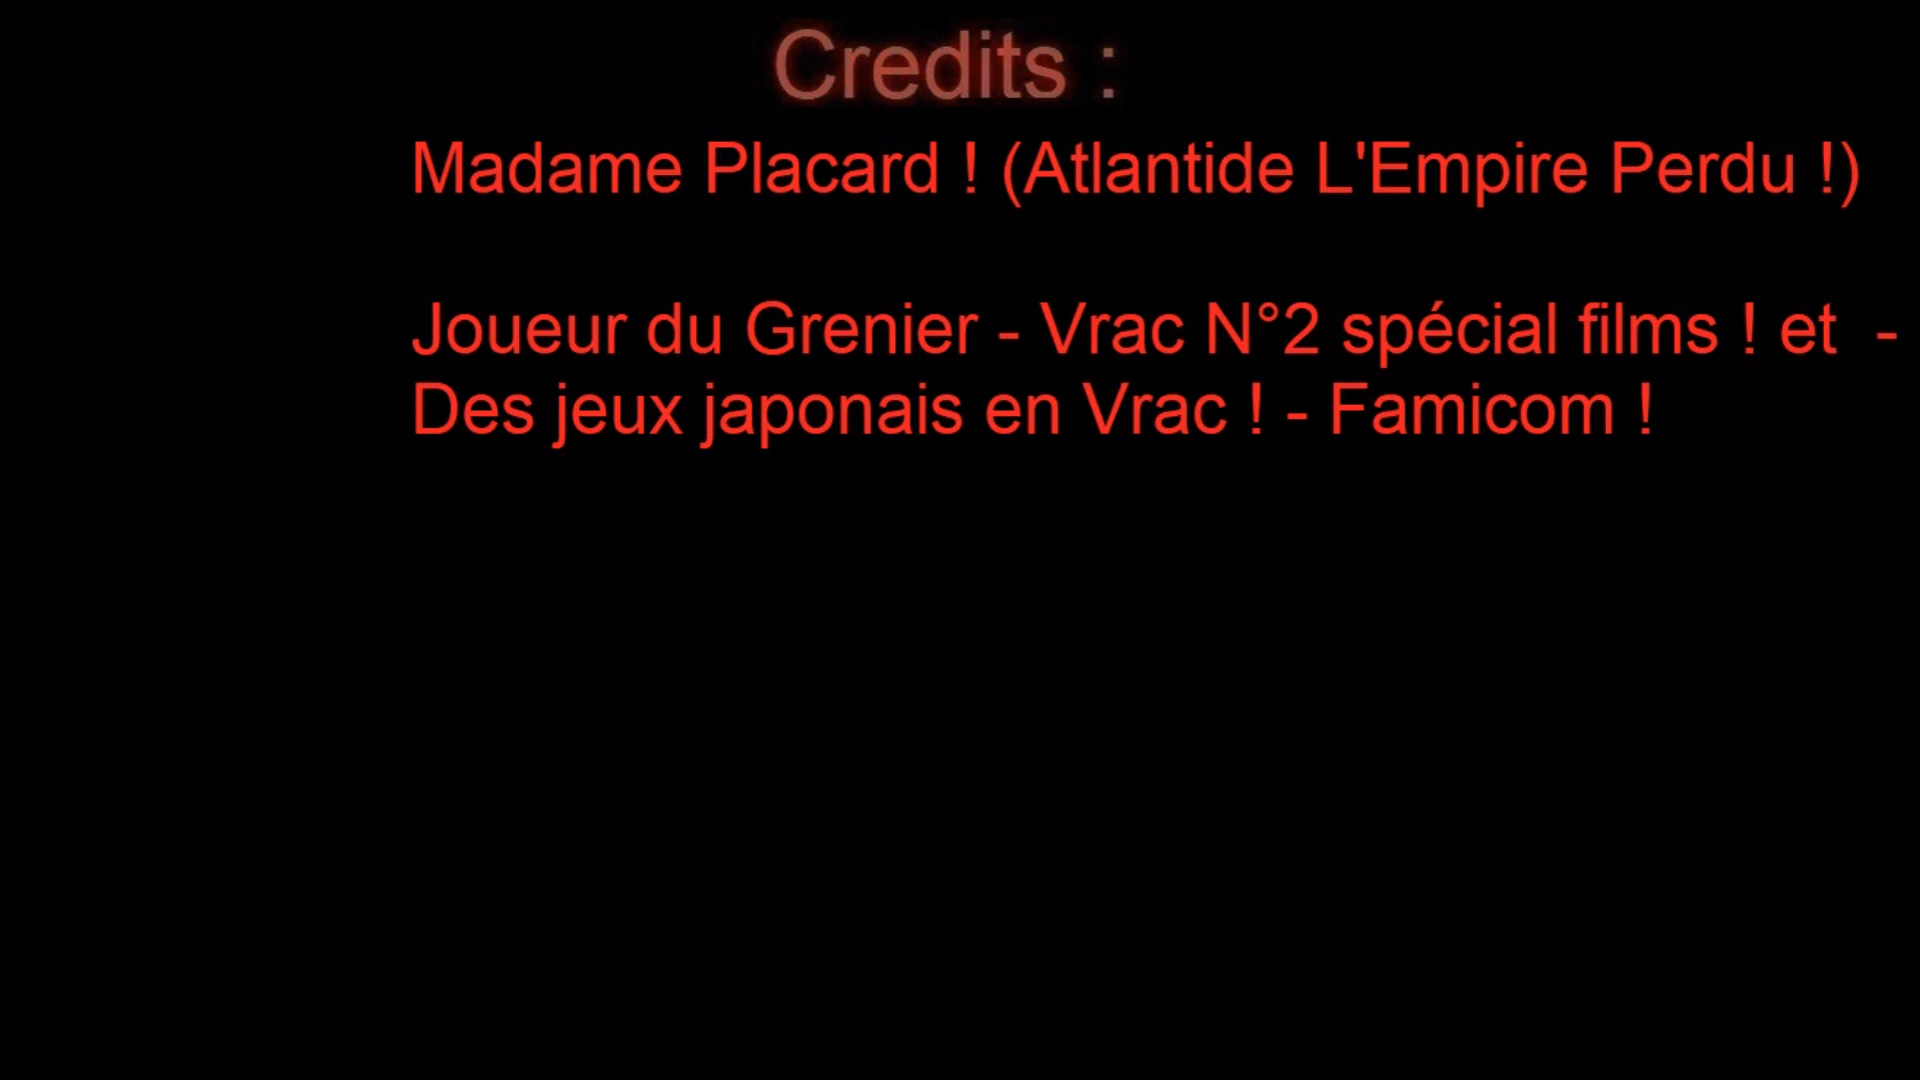 Credits :
Madame Placard ! (Atlantide L'Empire Perdu !)
Joueur du Grenier - Vrac N°2 spécial films ! et  -
Des jeux japonais en Vrac ! - Famicom !